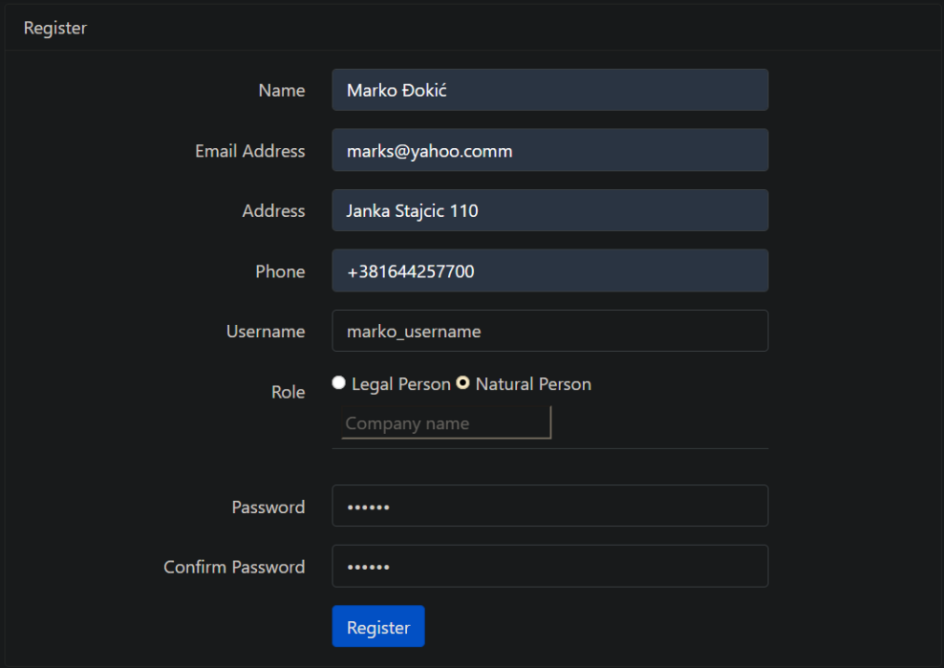 Register
Name Marko Đokić
Email Address marks@yahoo.comm
Address Janka Stajcic 110
Phone +381644257700
Username marko_username
Role Legal Person Natural Person
Company name
Password ••••••
Confirm Password ••••••
Register